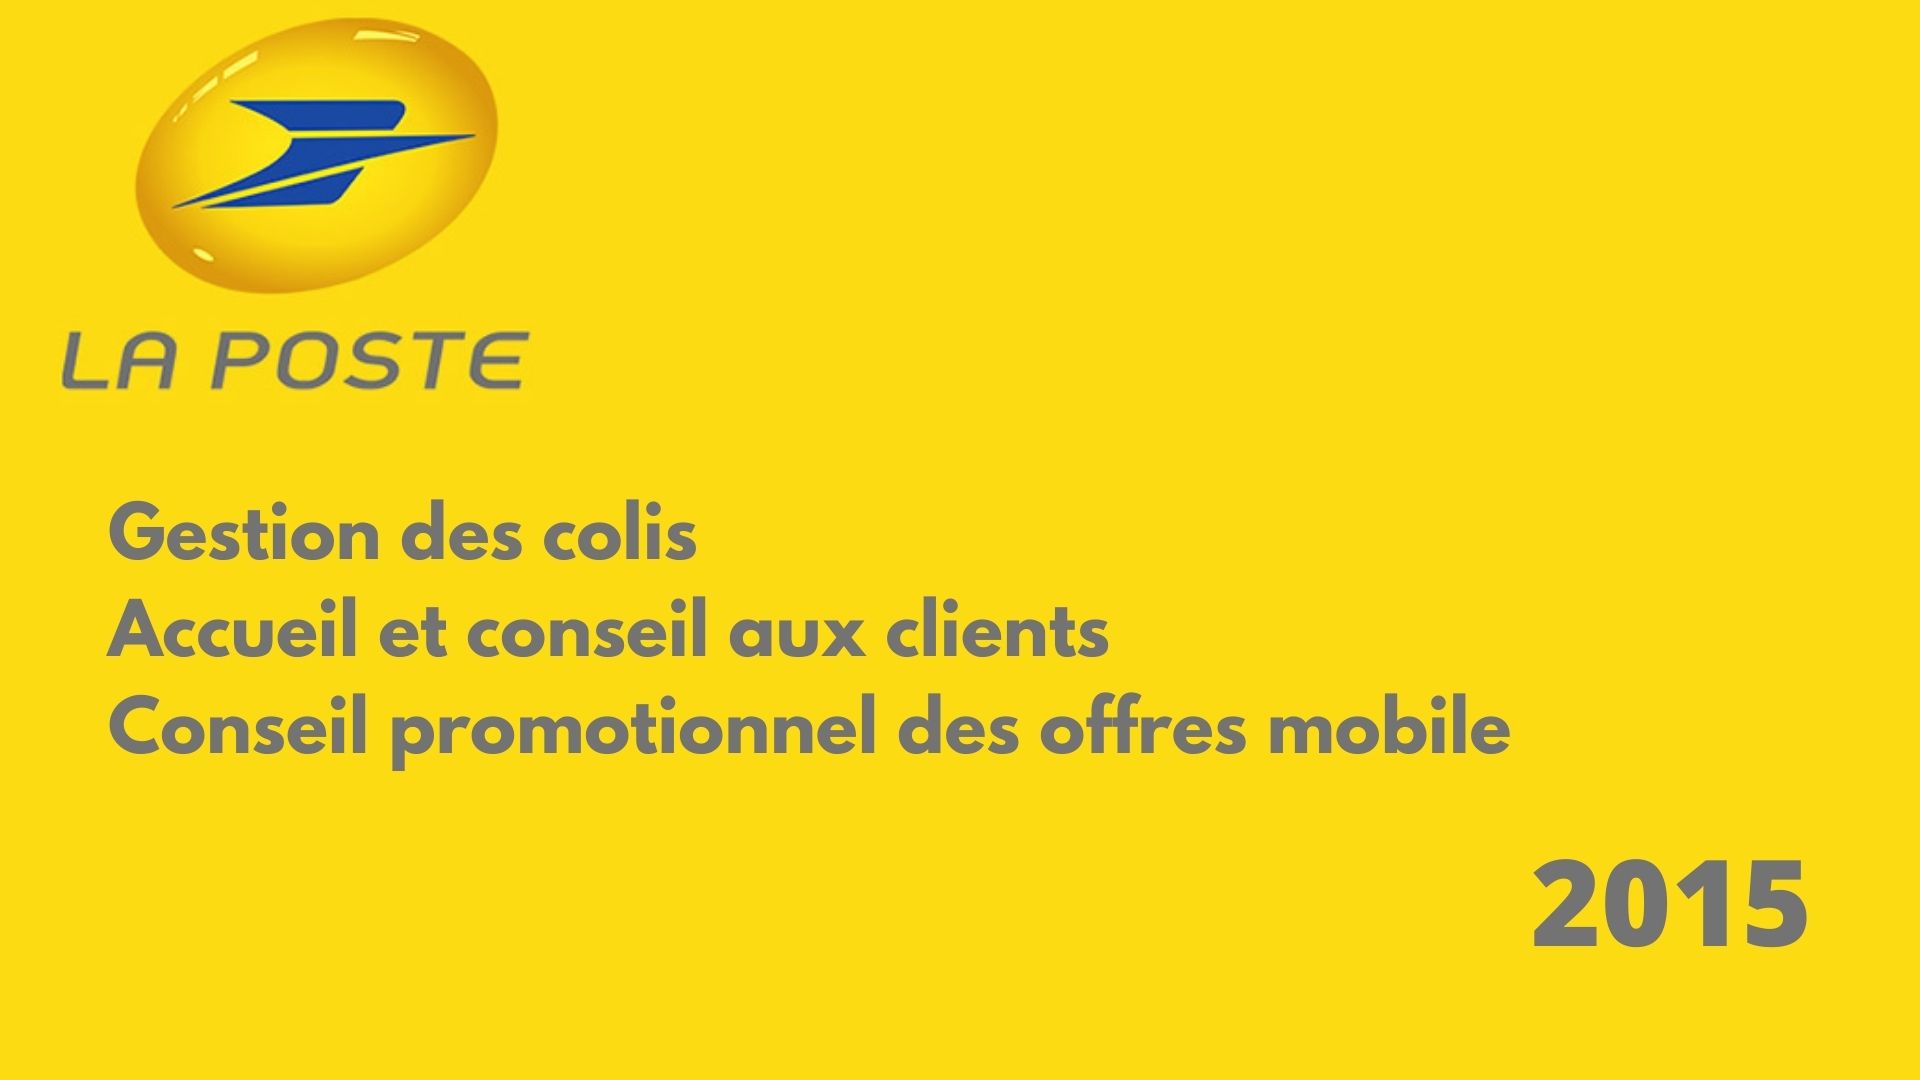 LA POSTE
Gestion des colis
Accueil et conseil aux clients
Conseil promotionnel des offres mobile
2015